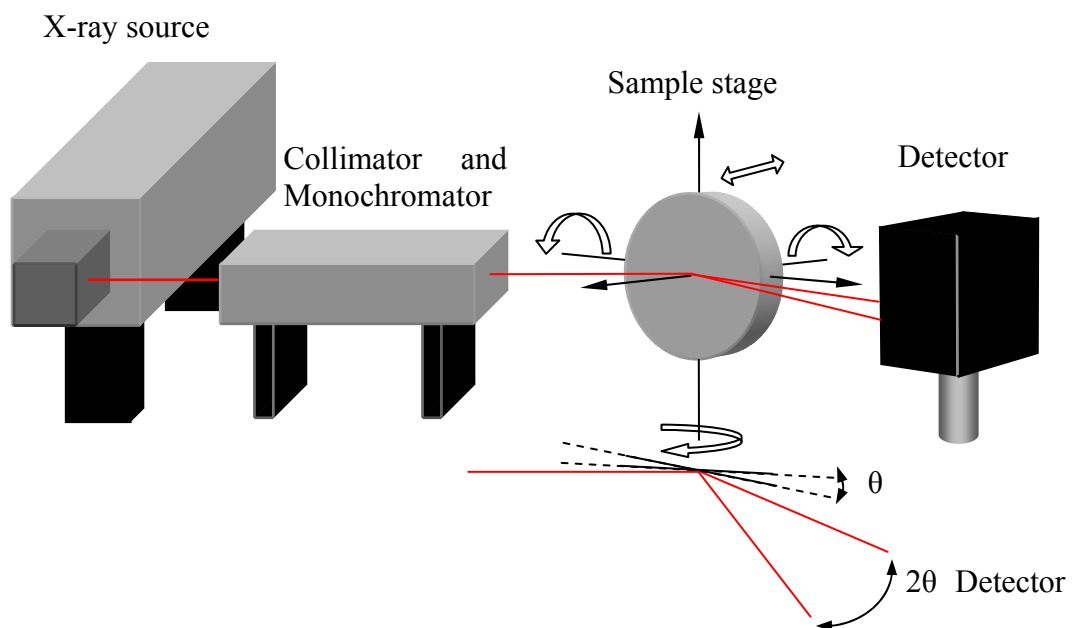 X-ray source
Sample stage
Collimator and
Monochromator
Detector
θ
2θ Detector